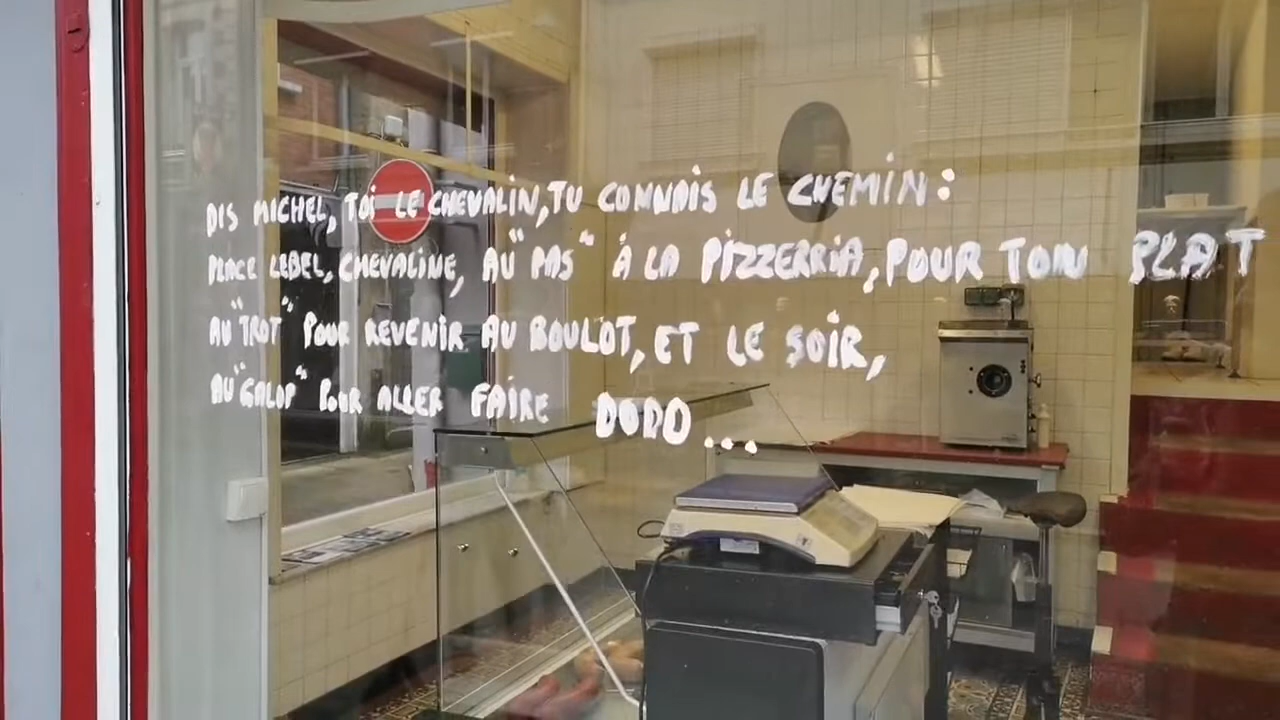 DIS MICHEL, TOI LE CHEVALIN, TU CONNAIS LE CHEMIN :
PLACE LEBEL, CHEVALINE, AU "PAS" À LA PIZZERRIA, POUR TON PLAT
AU "TROT" POUR REVENIR AU BOULOT, ET LE SOIR,
AU "GALOP" POUR ALLER FAIRE DODO...